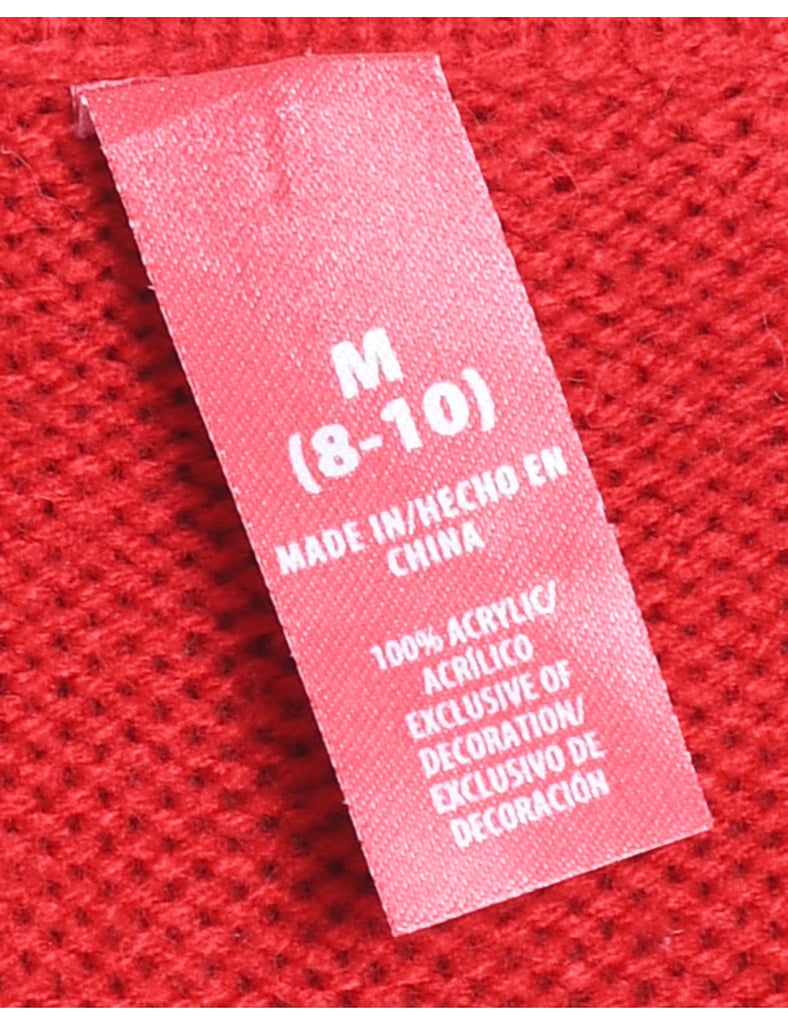 M
(8-10)
MADE IN/HECHO EN
CHINA
100% ACRYLIC/
ACRÍLICO
EXCLUSIVE OF
DECORATION/
EXCLUSIVO DE
DECORACIÓN